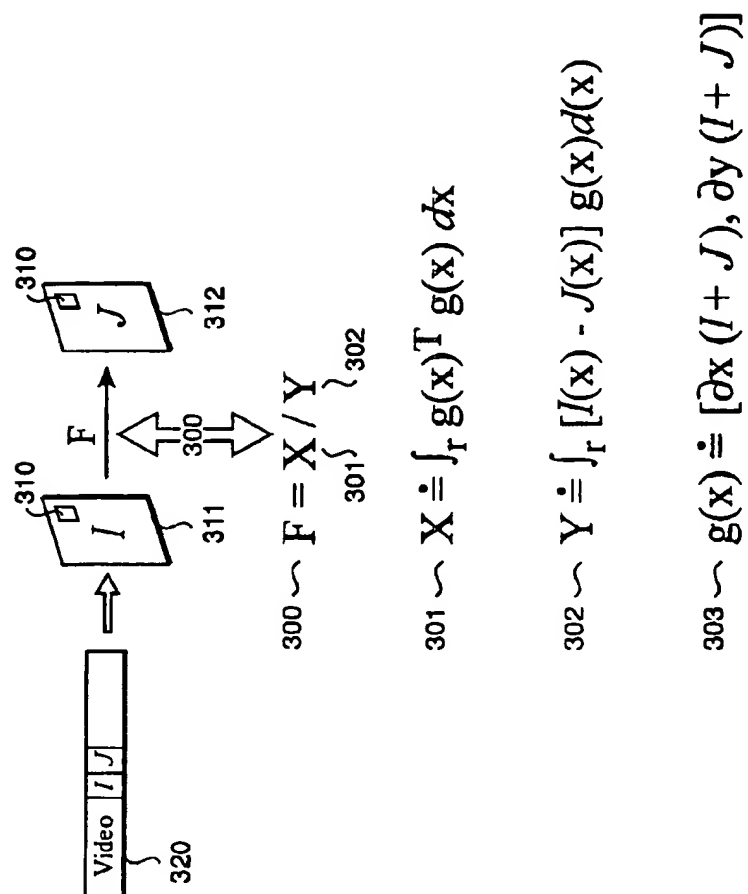 310
310
Video I J
I
F
J
320
311
312
300
300 ~ F = X / Y
301
302
301 ~ X ≐ ∫r g(x)ᵀ g(x) dx
302 ~ Y ≐ ∫r [I(x) - J(x)] g(x)d(x)
303 ~ g(x) ≐ [∂x (I + J), ∂y (I + J)]